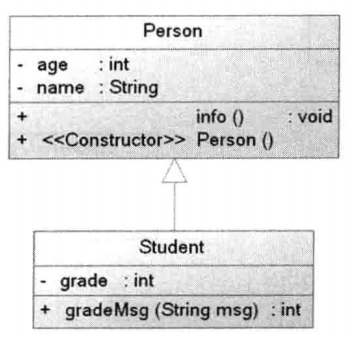 Person
- age : int
- name : String
+ info () : void
+ <<Constructor>> Person ()
Student
- grade : int
+ gradeMsg (String msg) : int